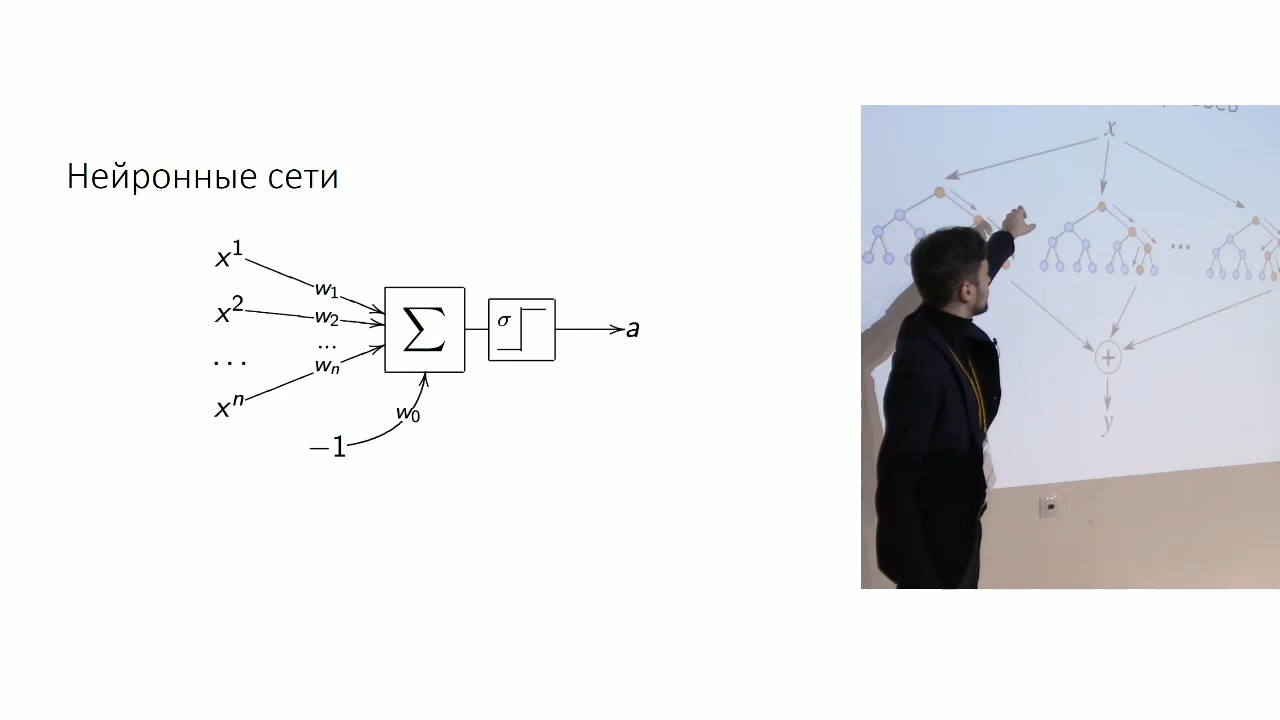 Нейронные сети
x¹
w₁
x²
w₂
...
...
wₙ
xⁿ
w₀
−1
∑
σ
a
x
...
+
y